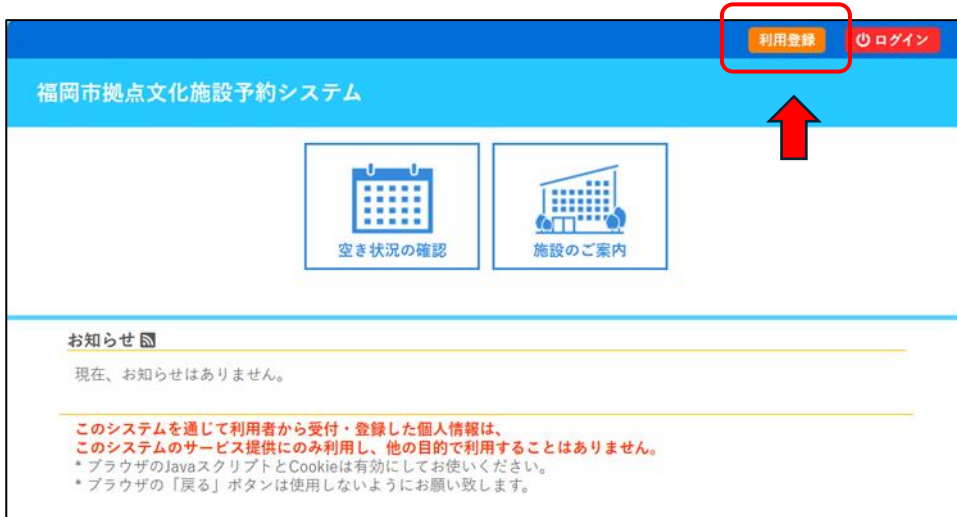 利用登録
ログイン
福岡市拠点文化施設予約システム
空き状況の確認
施設のご案内
お知らせ
現在、お知らせはありません。
このシステムを通じて利用者から受付・登録した個人情報は、
このシステムのサービス提供にのみ利用し、他の目的で利用することはありません。
* ブラウザのJavaスクリプトとCookieは有効にしてお使いください。
* ブラウザの「戻る」ボタンは使用しないようにお願い致します。